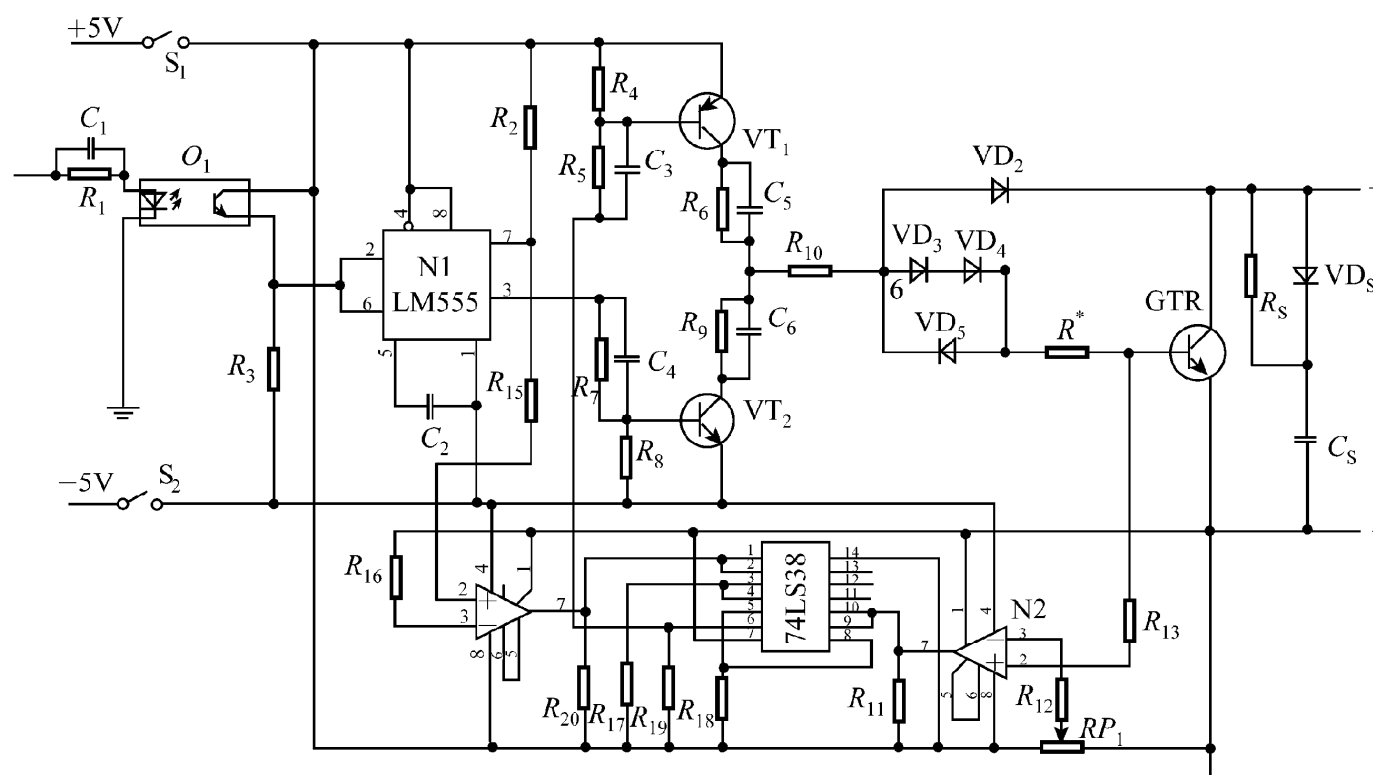 +5V
S1
C1
O1
R1
R2
R4
R5
C3
VT1
R6
C5
VD2
4
8
7
2
N1
3
LM555
6
5
1
R10
VD3
VD4
6
VD5
R*
GTR
RS
VDS
R3
R15
R7
C4
R9
C6
VT2
C2
R8
CS
−5V
S2
R16
4
1
2
+
3
−
7
8
6
5
1
2
3
4
5
6
7
74LS38
14
13
12
11
10
9
8
1
4
N2
−
3
7
+
2
5
6
8
R13
R20
R17
R19
R18
R11
R12
RP1